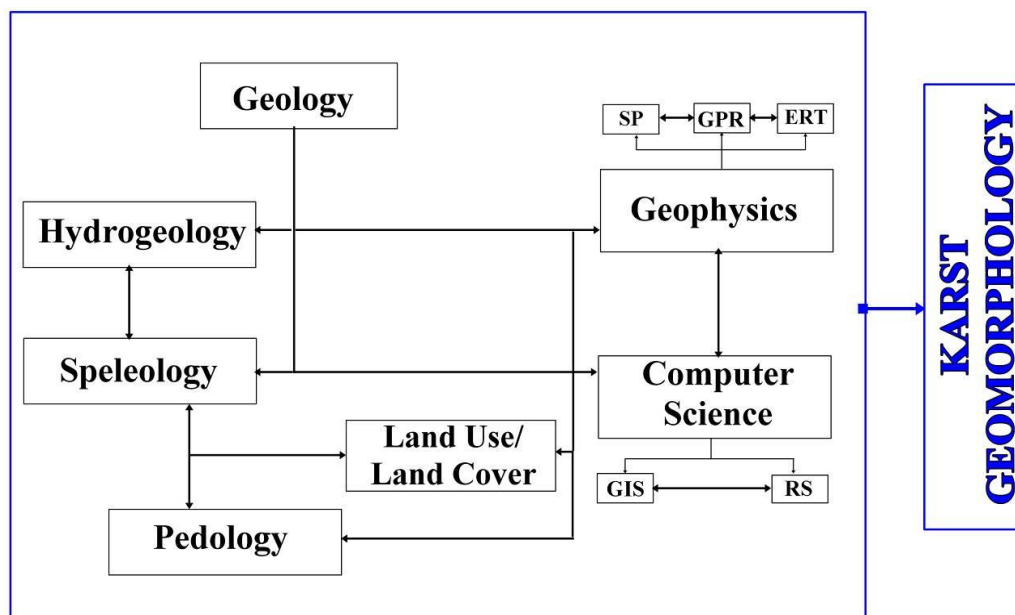 Geology
SP
GPR
ERT
Hydrogeology
Geophysics
Speleology
Computer
Science
Land Use/
Land Cover
GIS
RS
Pedology
KARST
GEOMORPHOLOGY